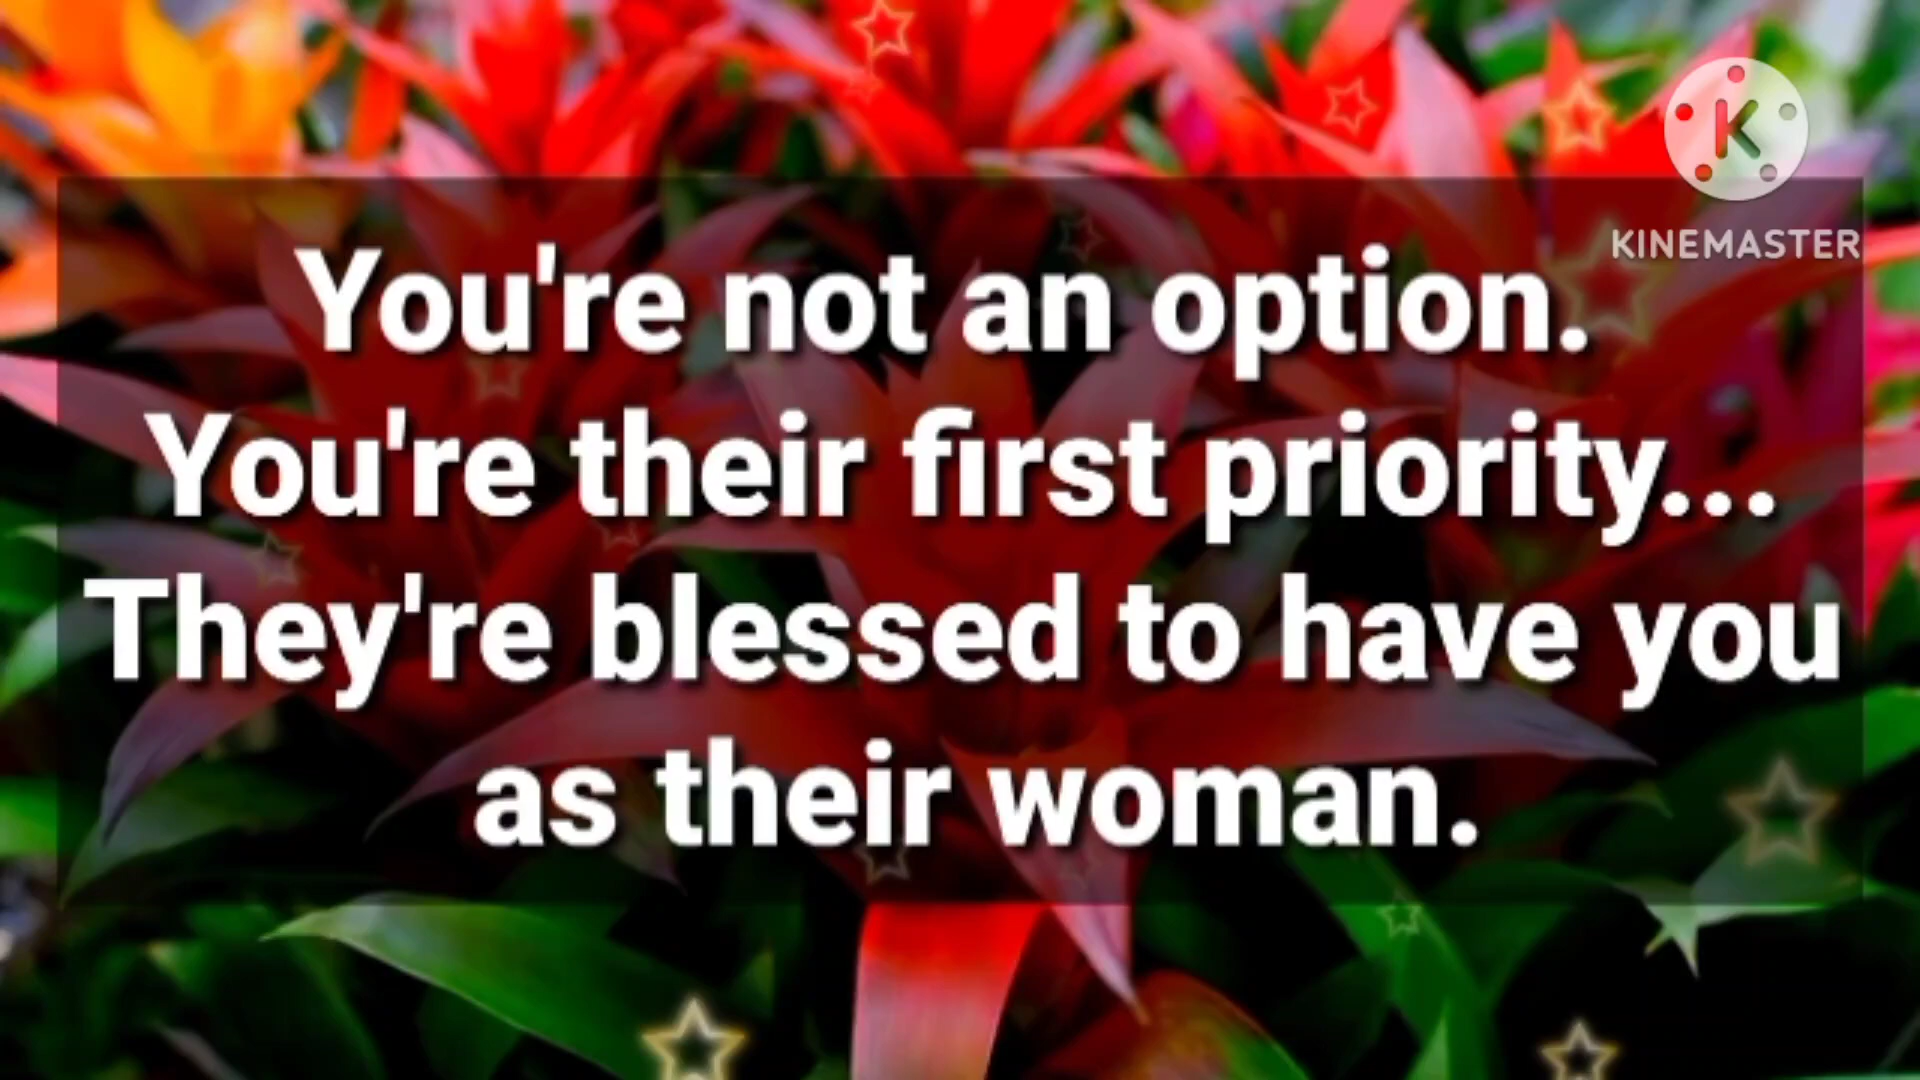 K
KINEMASTER
You're not an option.
You're their first priority...
They're blessed to have you
as their woman.